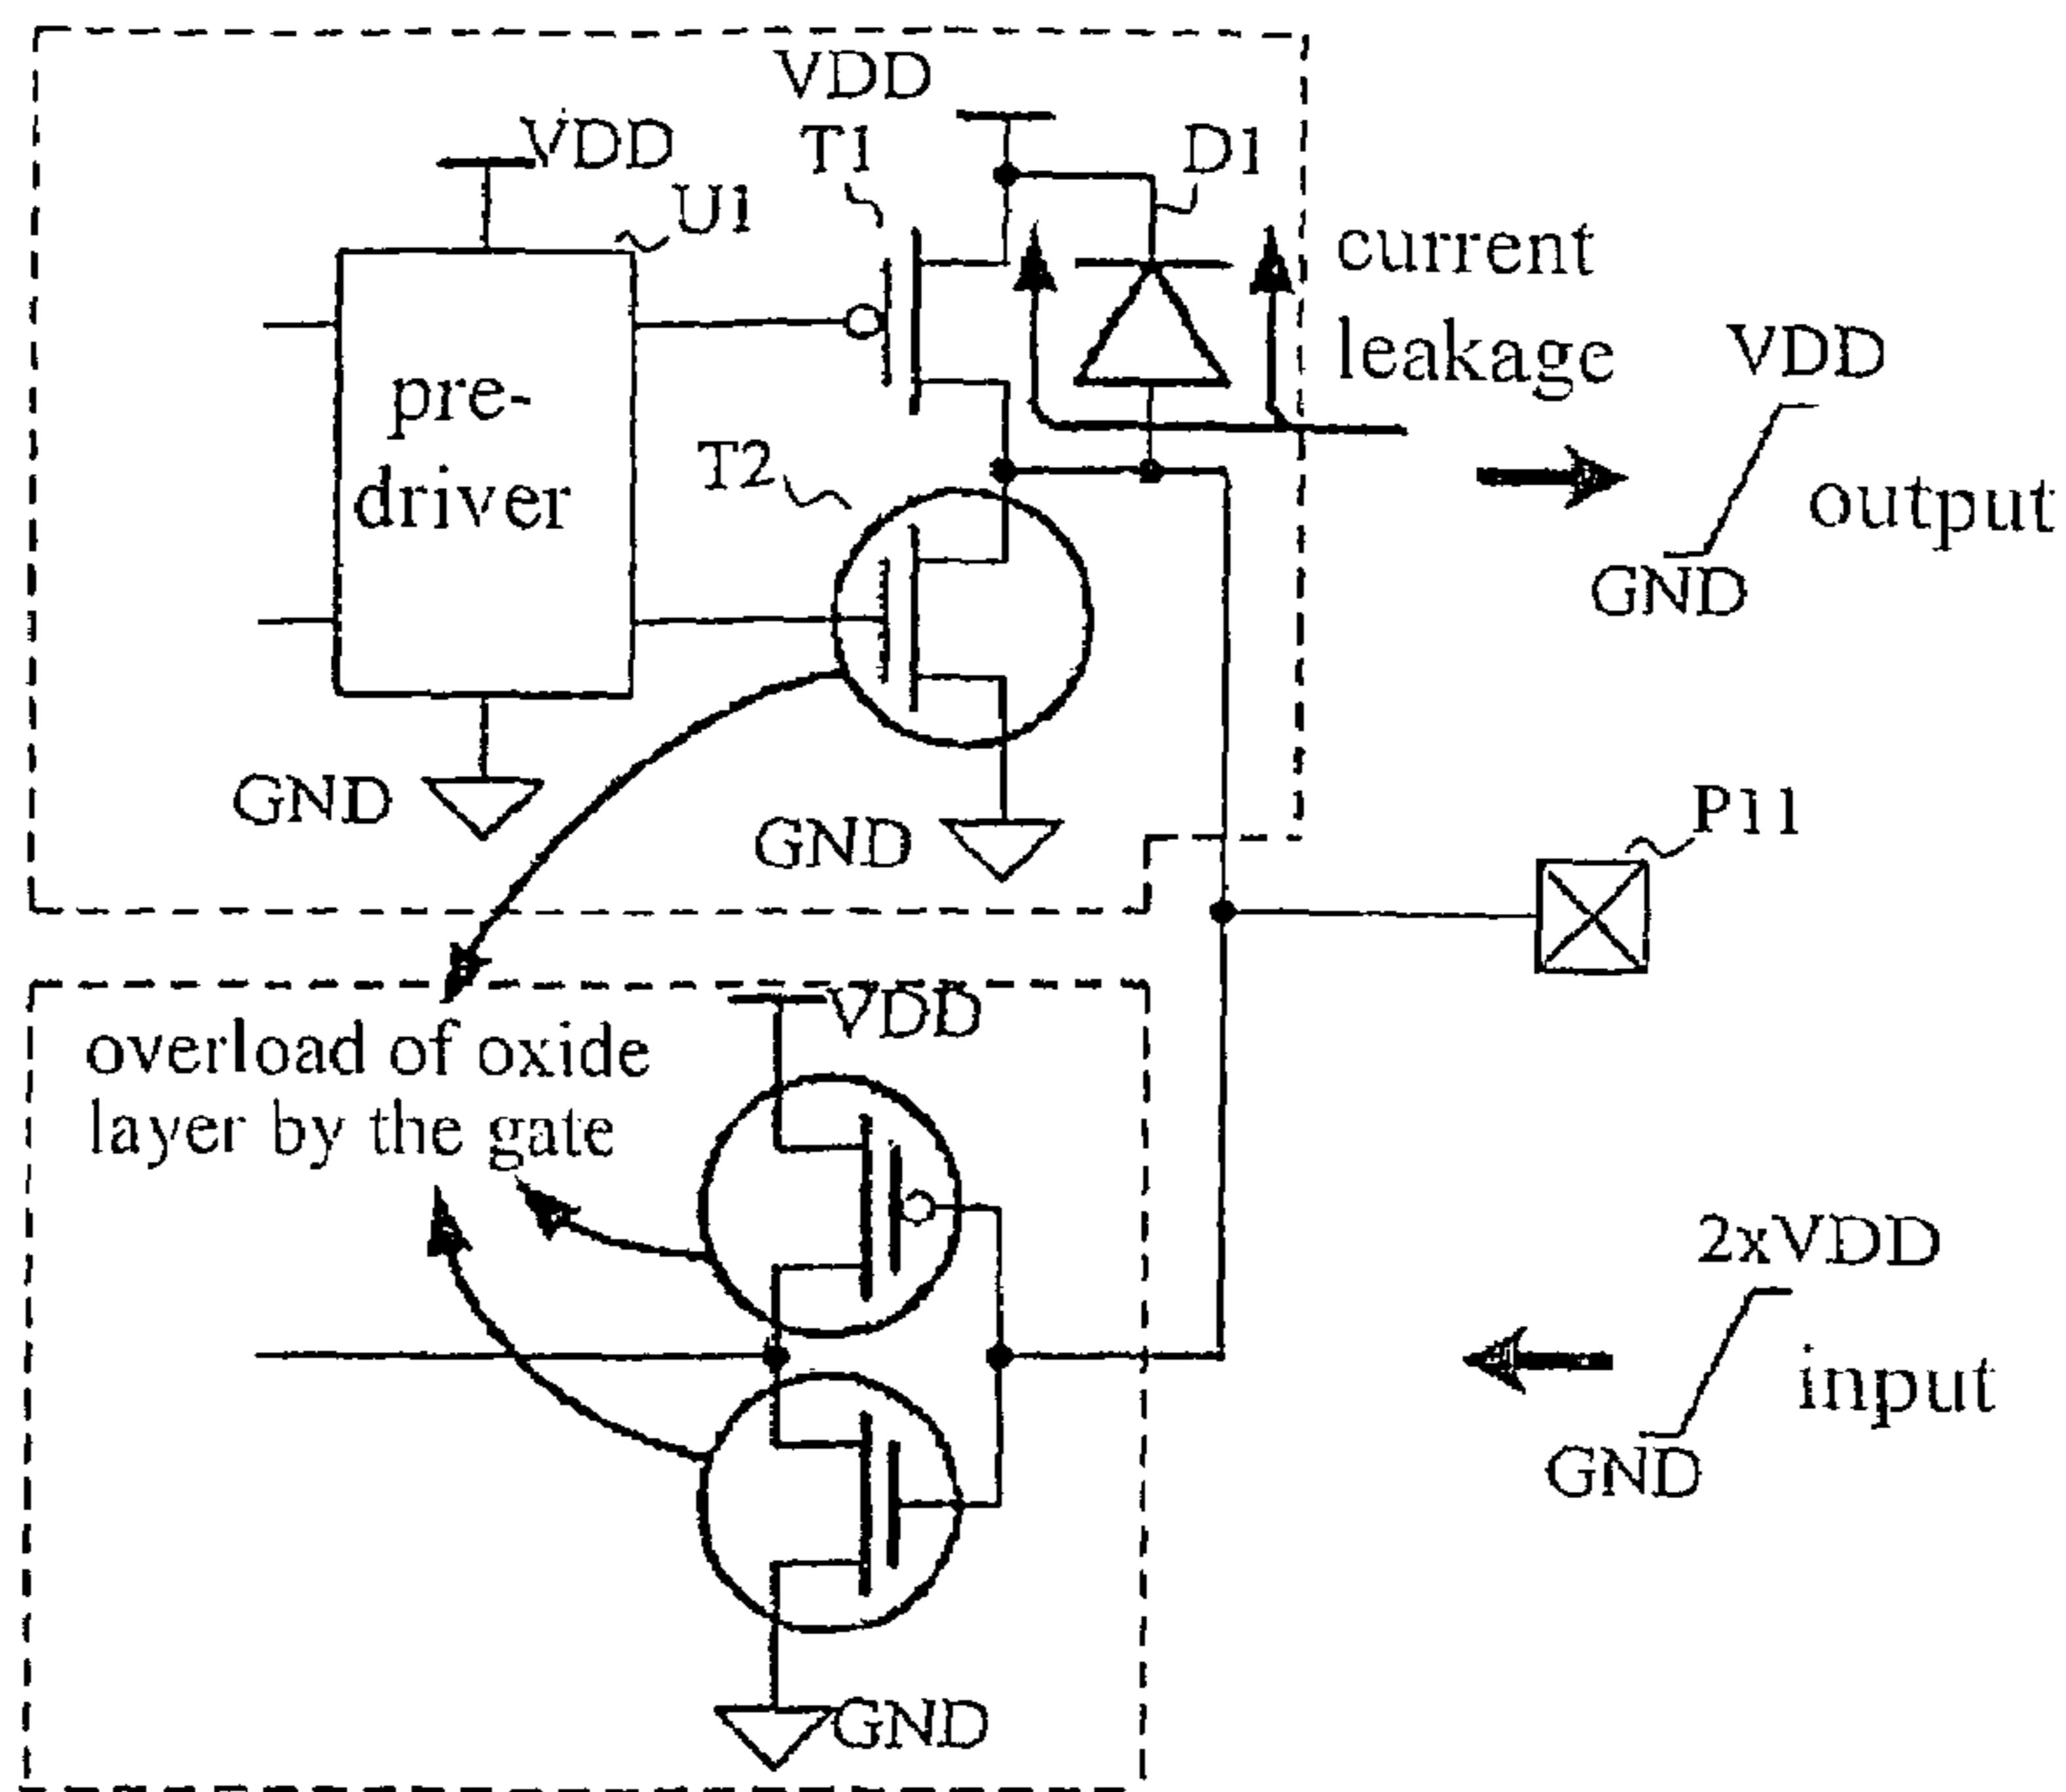 VDD
VDD
T1
D1
U1
current
leakage
VDD
pre-
driver
T2
output
GND
GND
GND
P11
VDD
overload of oxide
layer by the gate
2xVDD
input
GND
GND